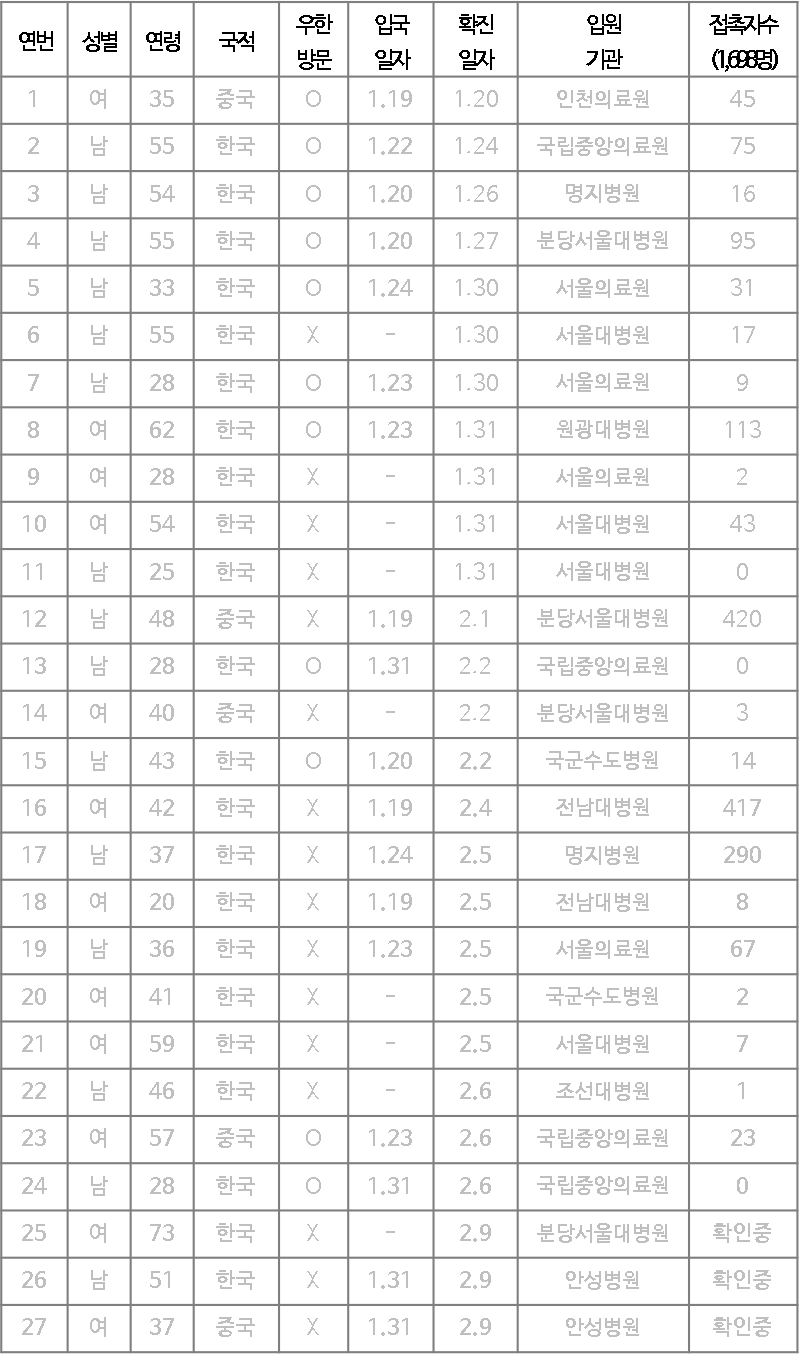 연번 성별 연령 국적 우한 방문 입국 일자 확진 일자 입원 기관 접촉자수 (1,698명)
1 여 35 중국 O 1.19 1.20 인천의료원 45
2 남 55 한국 O 1.22 1.24 국립중앙의료원 75
3 남 54 한국 O 1.20 1.26 명지병원 16
4 남 55 한국 O 1.20 1.27 분당서울대병원 95
5 남 33 한국 O 1.24 1.30 서울의료원 31
6 남 55 한국 X - 1.30 서울대병원 17
7 남 28 한국 O 1.23 1.30 서울의료원 9
8 여 62 한국 O 1.23 1.31 원광대병원 113
9 여 28 한국 X - 1.31 서울의료원 2
10 여 54 한국 X - 1.31 서울대병원 43
11 남 25 한국 X - 1.31 서울대병원 0
12 남 48 중국 X 1.19 2.1 분당서울대병원 420
13 남 28 한국 O 1.31 2.2 국립중앙의료원 0
14 여 40 중국 X - 2.2 분당서울대병원 3
15 남 43 한국 O 1.20 2.2 국군수도병원 14
16 여 42 한국 X 1.19 2.4 전남대병원 417
17 남 37 한국 X 1.24 2.5 명지병원 290
18 여 20 한국 X 1.19 2.5 전남대병원 8
19 남 36 한국 X 1.23 2.5 서울의료원 67
20 여 41 한국 X - 2.5 국군수도병원 2
21 여 59 한국 X - 2.5 서울대병원 7
22 남 46 한국 X - 2.6 조선대병원 1
23 여 57 중국 O 1.23 2.6 국립중앙의료원 23
24 남 28 한국 O 1.31 2.6 국립중앙의료원 0
25 여 73 한국 X - 2.9 분당서울대병원 확인중
26 남 51 한국 X 1.31 2.9 안성병원 확인중
27 여 37 중국 X 1.31 2.9 안성병원 확인중